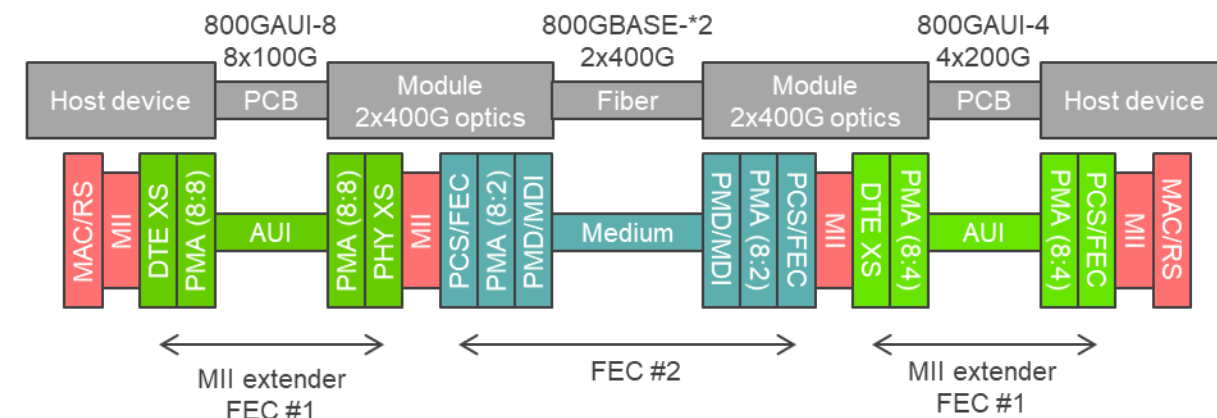 800GAUI-8
8x100G
800GBASE-*2
2x400G
800GAUI-4
4x200G
Host device
PCB
Module
2x400G optics
Fiber
Module
2x400G optics
PCB
Host device
MAC/RS
MII
DTE XS
PMA (8:8)
AUI
PMA (8:8)
PHY XS
MII
PCS/FEC
PMA (8:2)
PMD/MDI
Medium
PMD/MDI
PMA (8:2)
PCS/FEC
MII
DTE XS
PMA (8:4)
AUI
PMA (8:4)
PCS/FEC
MII
MAC/RS
MII extender
FEC #1
FEC #2
MII extender
FEC #1